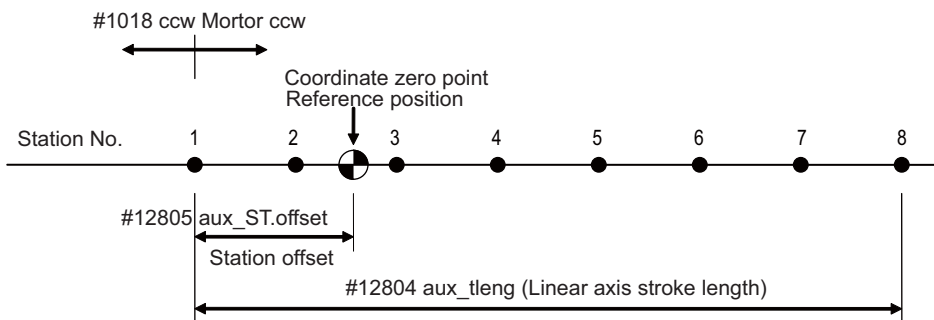 #1018 ccw Mortor ccw
Coordinate zero point
Reference position
Station No. 1 2 3 4 5 6 7 8
#12805 aux_ST.offset
Station offset
#12804 aux_tleng (Linear axis stroke length)